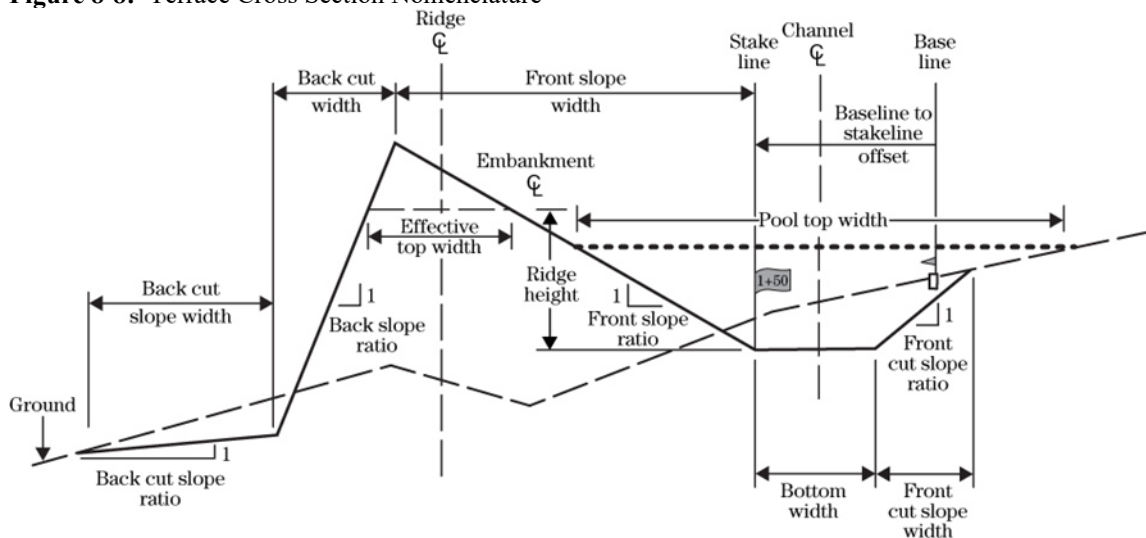 Figure 8-8. Terrace Cross Section Nomenclature
Ridge
℄
Stake
line
Channel
℄
Base
line
Back cut
width
Front slope
width
Baseline to
stakeline
offset
Embankment
℄
Pool top width
Effective
top width
Ridge
height
1+50
Back cut
slope width
1
Back slope
ratio
1
Front slope
ratio
1
Front
cut slope
ratio
Ground
1
Back cut slope
ratio
Bottom
width
Front
cut slope
width